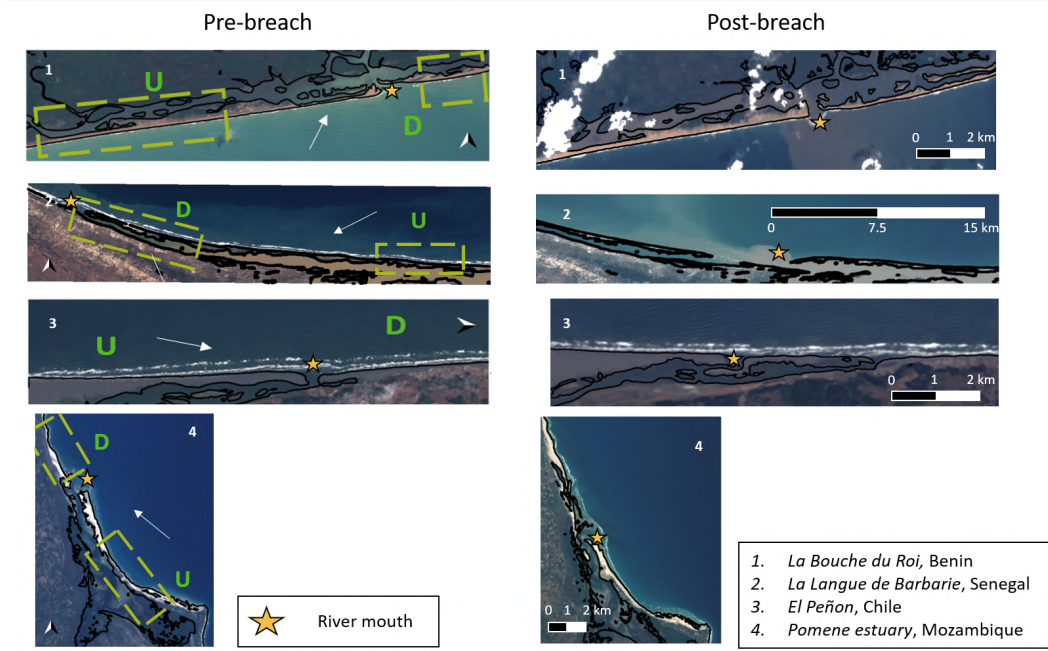 Pre-breach
Post-breach
1
U
D
1
0 1 2 km
2
D
U
2
0 7.5 15 km
3
U
D
3
0 1 2 km
4
D
U
4
0 1 2 km
River mouth
1. La Bouche du Roi, Benin
2. La Langue de Barbarie, Senegal
3. El Peñon, Chile
4. Pomene estuary, Mozambique